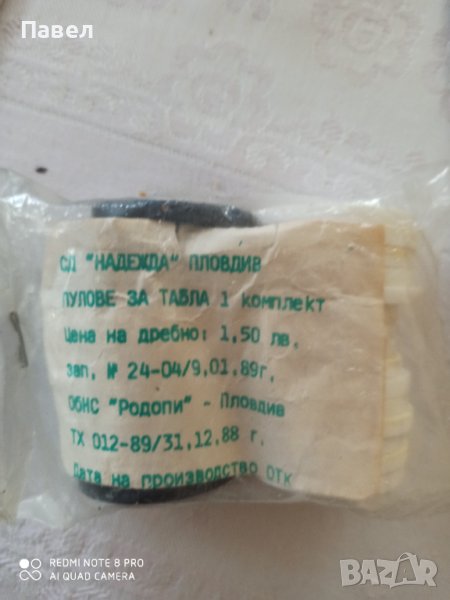 Павел
СД "НАДЕЖДА" ПЛОВДИВ
ПУЛОВЕ ЗА ТАБЛА 1 комплект
Цена на дребно: 1,50 лв.
Зап. № 24-04/9.01.89г.
ОбНС "Родопи" - Пловдив
ТХ 012-89/31.12.88 г.
Дата на производство ОТК
REDMI NOTE 8 PRO
AI QUAD CAMERA
BAZAR